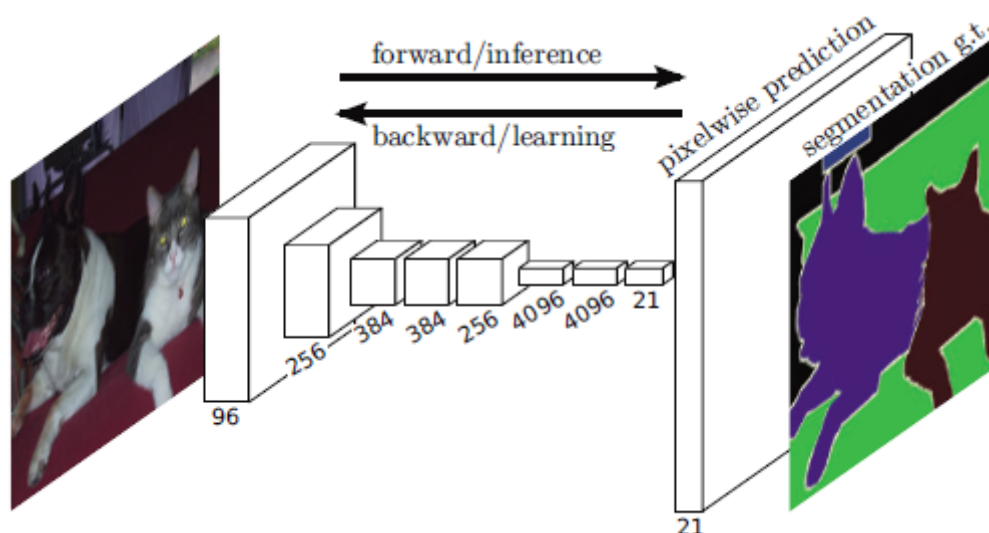 forward/inference
backward/learning
pixelwise prediction
segmentation g.t.
96
256
384
384
256
4096
4096
21
21